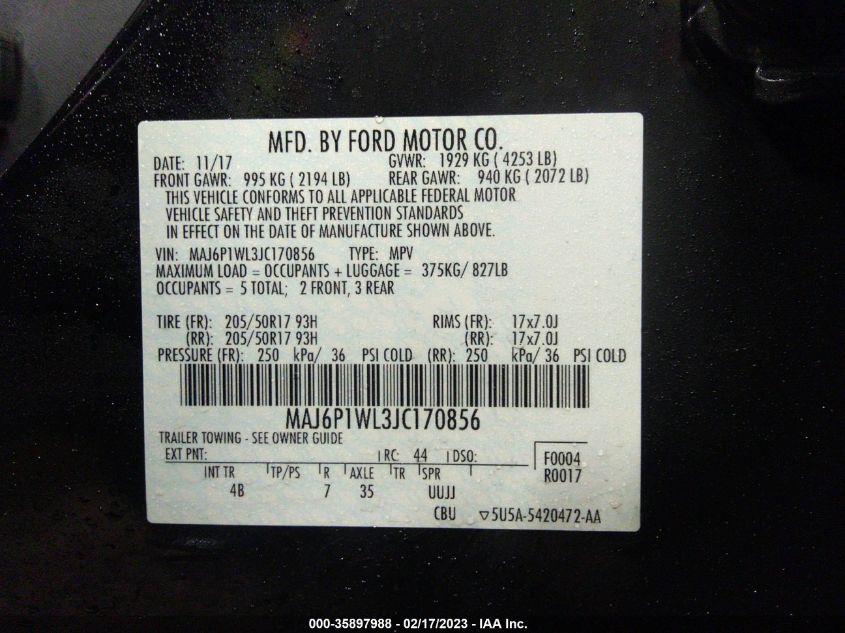 MFD. BY FORD MOTOR CO.
DATE: 11/17 GVWR: 1929 KG ( 4253 LB)
FRONT GAWR: 995 KG ( 2194 LB) REAR GAWR: 940 KG ( 2072 LB)
THIS VEHICLE CONFORMS TO ALL APPLICABLE FEDERAL MOTOR
VEHICLE SAFETY AND THEFT PREVENTION STANDARDS
IN EFFECT ON THE DATE OF MANUFACTURE SHOWN ABOVE.
VIN: MAJ6P1WL3JC170856 TYPE: MPV
MAXIMUM LOAD = OCCUPANTS + LUGGAGE = 375KG/ 827LB
OCCUPANTS = 5 TOTAL; 2 FRONT, 3 REAR
TIRE (FR): 205/50R17 93H RIMS (FR): 17x7.0J
(RR): 205/50R17 93H (RR): 17x7.0J
PRESSURE (FR): 250 kPa/ 36 PSI COLD (RR): 250 kPa/ 36 PSI COLD
MAJ6P1WL3JC170856
TRAILER TOWING - SEE OWNER GUIDE
EXT PNT: RC: 44 DSO: F0004
R0017
INT TR TP/PS R AXLE TR SPR
4B 7 35 UUJJ
CBU ▽5U5A-5420472-AA
000-35897988 - 02/17/2023 - IAA Inc.